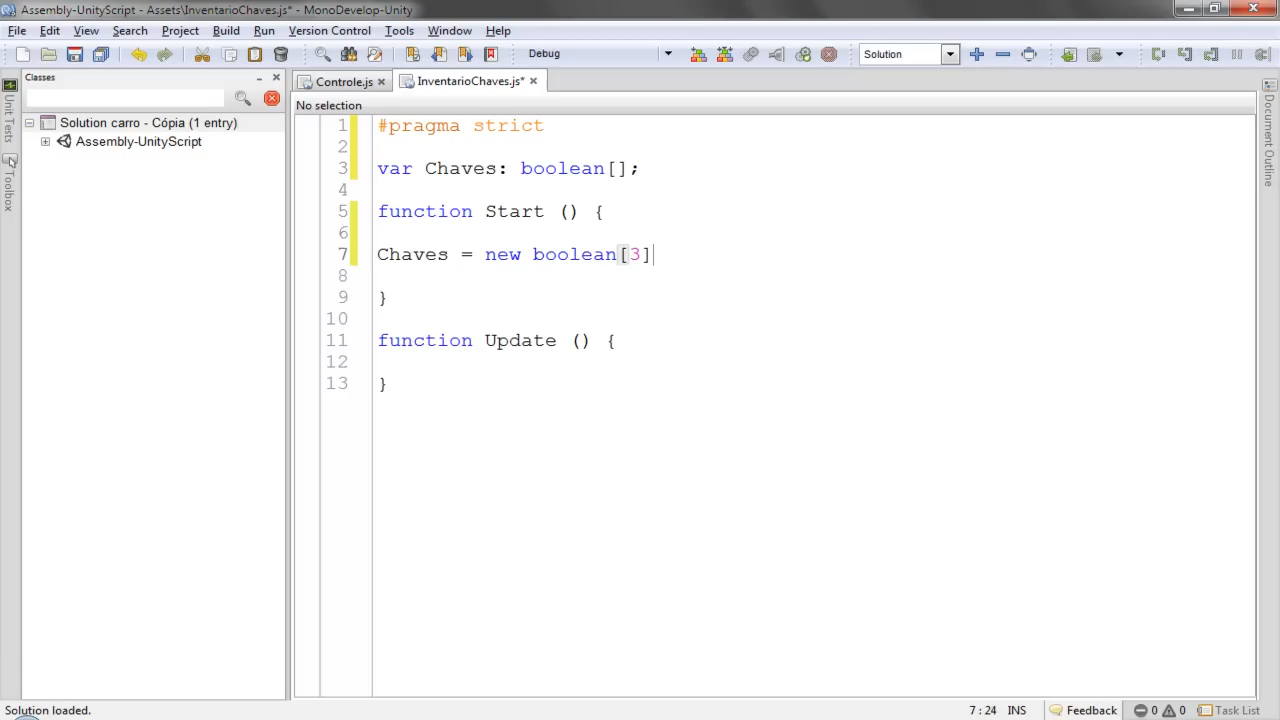 Assembly-UnityScript - Assets\InventarioChaves.js* - MonoDevelop-Unity
File Edit View Search Project Build Run Version Control Tools Window Help
Debug Solution
Classes
Controle.js InventarioChaves.js*
No selection
Solution carro - Cópia (1 entry)
Assembly-UnityScript
Unit Tests
Toolbox
1 #pragma strict
2
3 var Chaves: boolean[];
4
5 function Start () {
6
7 Chaves = new boolean[3]
8
9 }
10
11 function Update () {
12
13 }
Document Outline
Solution loaded. 7 : 24 INS Feedback 0 0 Task List